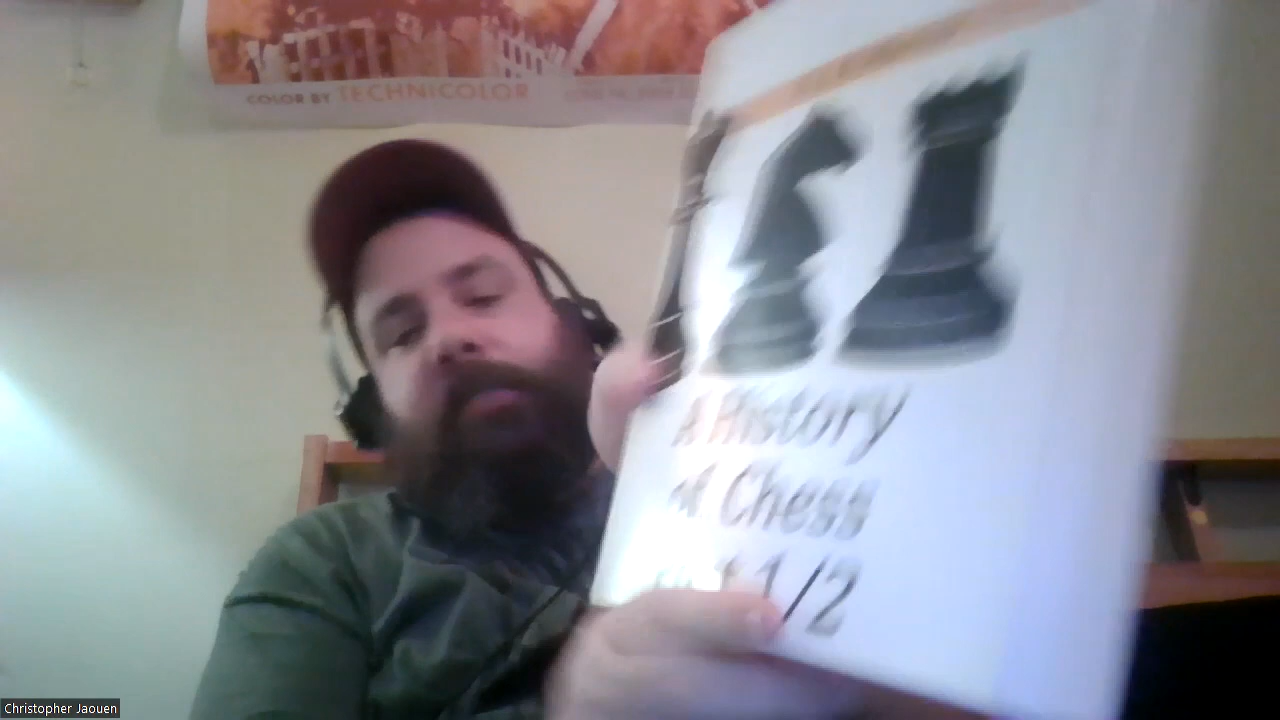 COLOR BY TECHNICOLOR
A History
of Chess
1/2
Christopher Jaouen